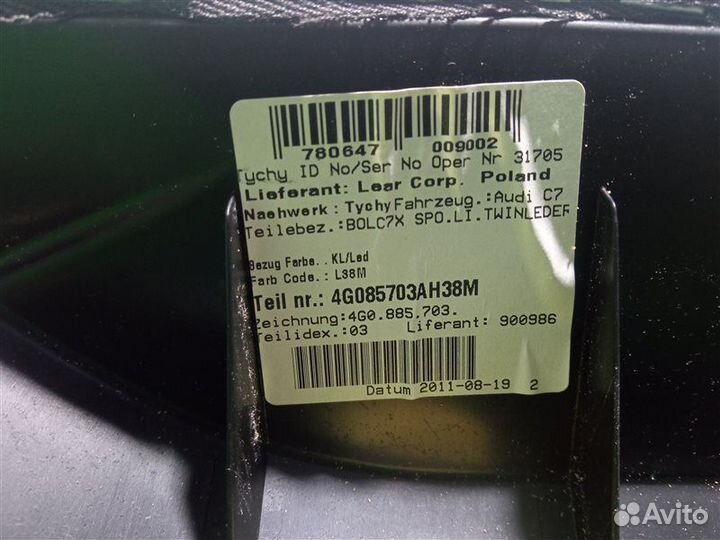 780647 009002
Tychy ID No/Ser No Oper Nr 31705
Lieferant: Lear Corp. Poland
Naehwerk : Tychy Fahrzeug.: Audi C7
Teilebez.:BOLC7X SPO.LI.TWINLEDER
Bezug Farbe. . KL/Led
Farb Code. : L38M
Teil nr.: 4G085703AH38M
Zeichnung:4G0.885.703.
Teilidex.:03 Liferant: 900986
Datum 2011-08-19 2
Avito